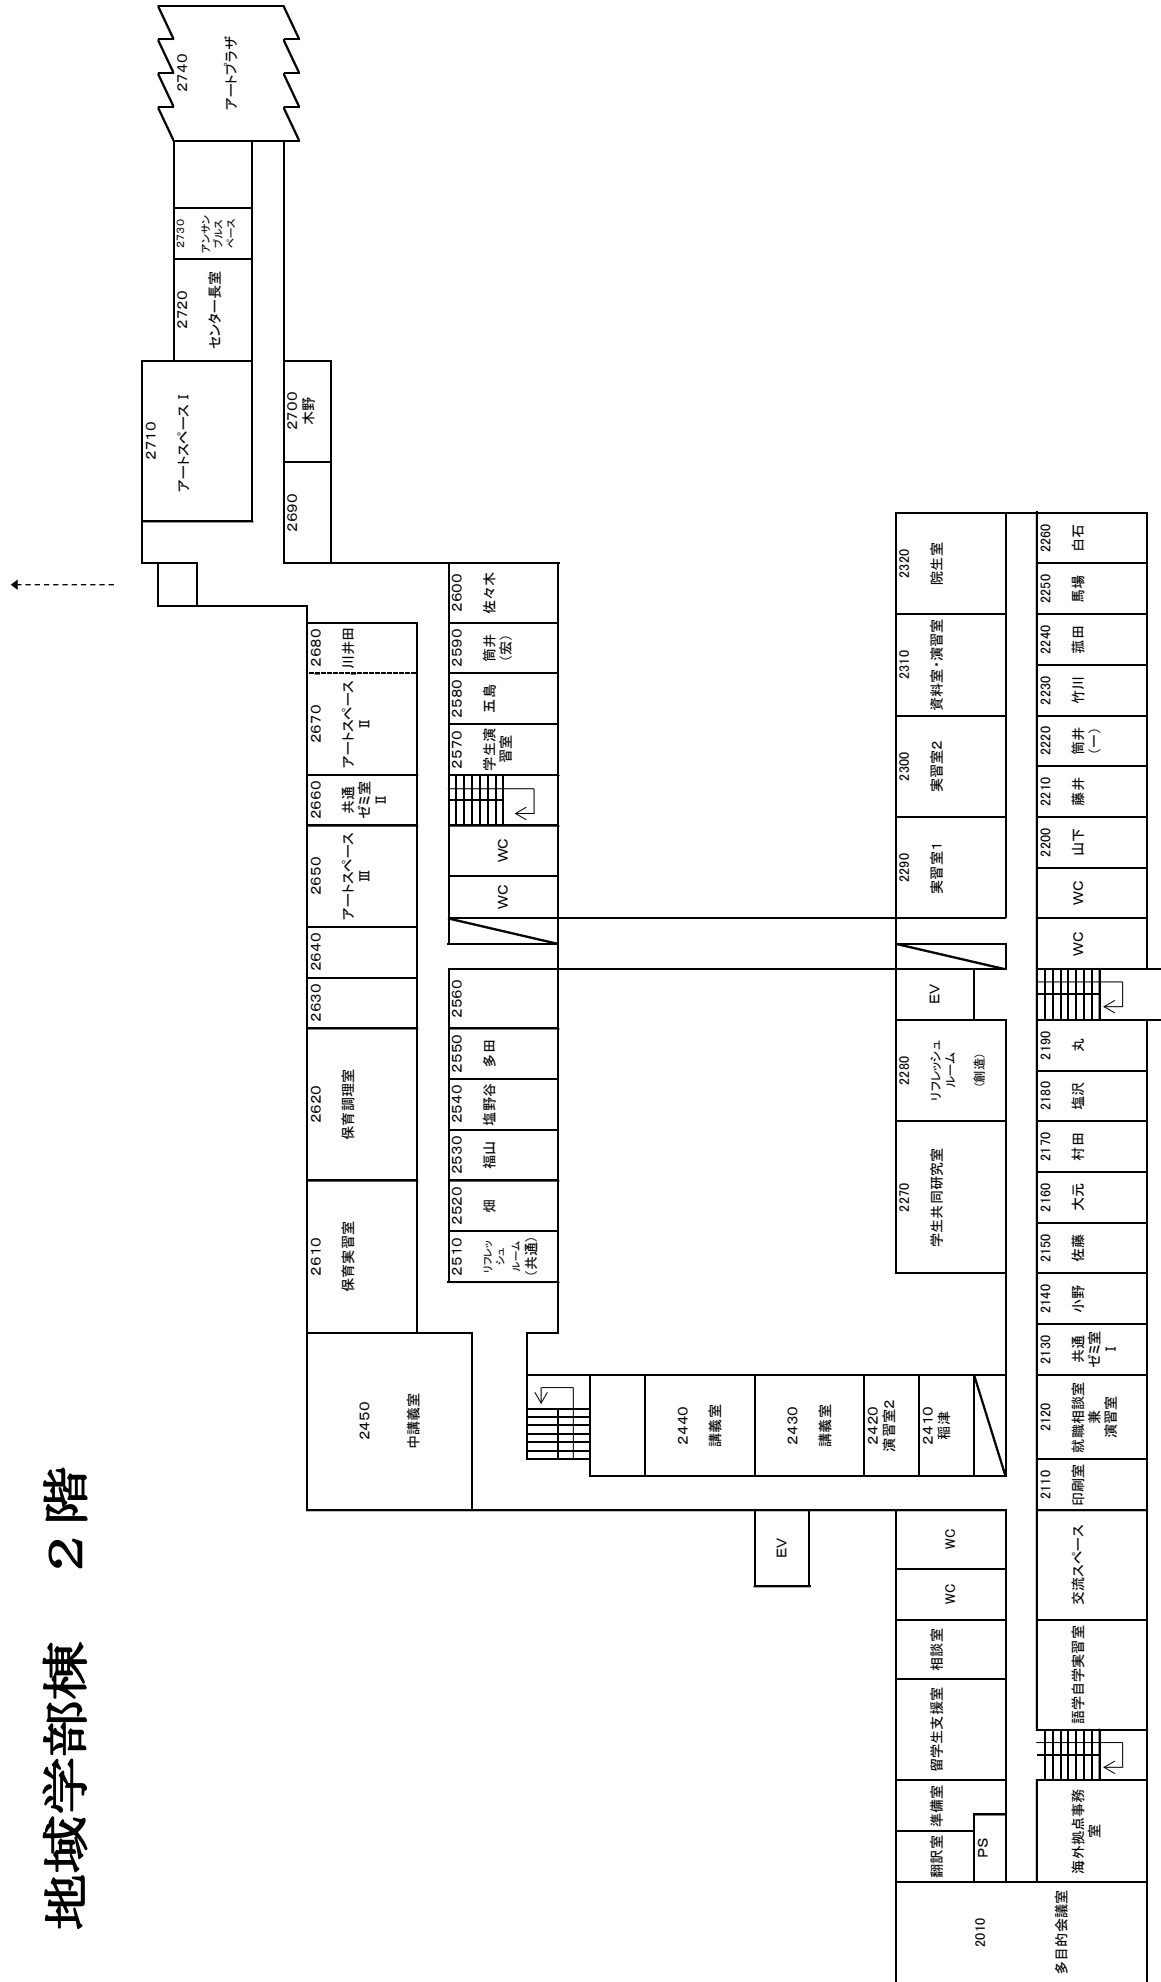 地域学部棟　２階
2740
アートプラザ
2730
アンサン
ブルス
ペース
2720
センター長室
2710
アートスペースⅠ
2700
木野
2690
2680
川井田
2670
アートスペース
Ⅱ
2660
共通
ゼミ室
Ⅱ
2650
アートスペース
Ⅲ
2640
2630
2620
保育調理室
2610
保育実習室
2600
佐々木
2590
筒井
（宏）
2580
五島
2570
学生演
習室
WC
WC
2560
2550
多田
2540
塩野谷
2530
福山
2520
畑
2510
リフレッ
シュ
ルーム
（共通）
2450
中講義室
2440
講義室
2430
講義室
2420
演習室2
2410
稲津
EV
2320
院生室
2310
資料室・演習室
2300
実習室2
2290
実習室1
EV
2280
リフレッシュ
ルーム
（創造）
2270
学生共同研究室
2260
白石
2250
馬場
2240
菰田
2230
竹川
2220
筒井
（一）
2210
藤井
2200
山下
WC
WC
2190
丸
2180
塩沢
2170
村田
2160
大元
2150
佐藤
2140
小野
2130
共通
ゼミ室
Ⅰ
2120
就職相談室
兼
演習室
2110
印刷室
WC
WC
相談室
留学生支援室
準備室
翻訳室
PS
交流スペース
語学自学実習室
海外拠点事務
室
2010
多目的会議室